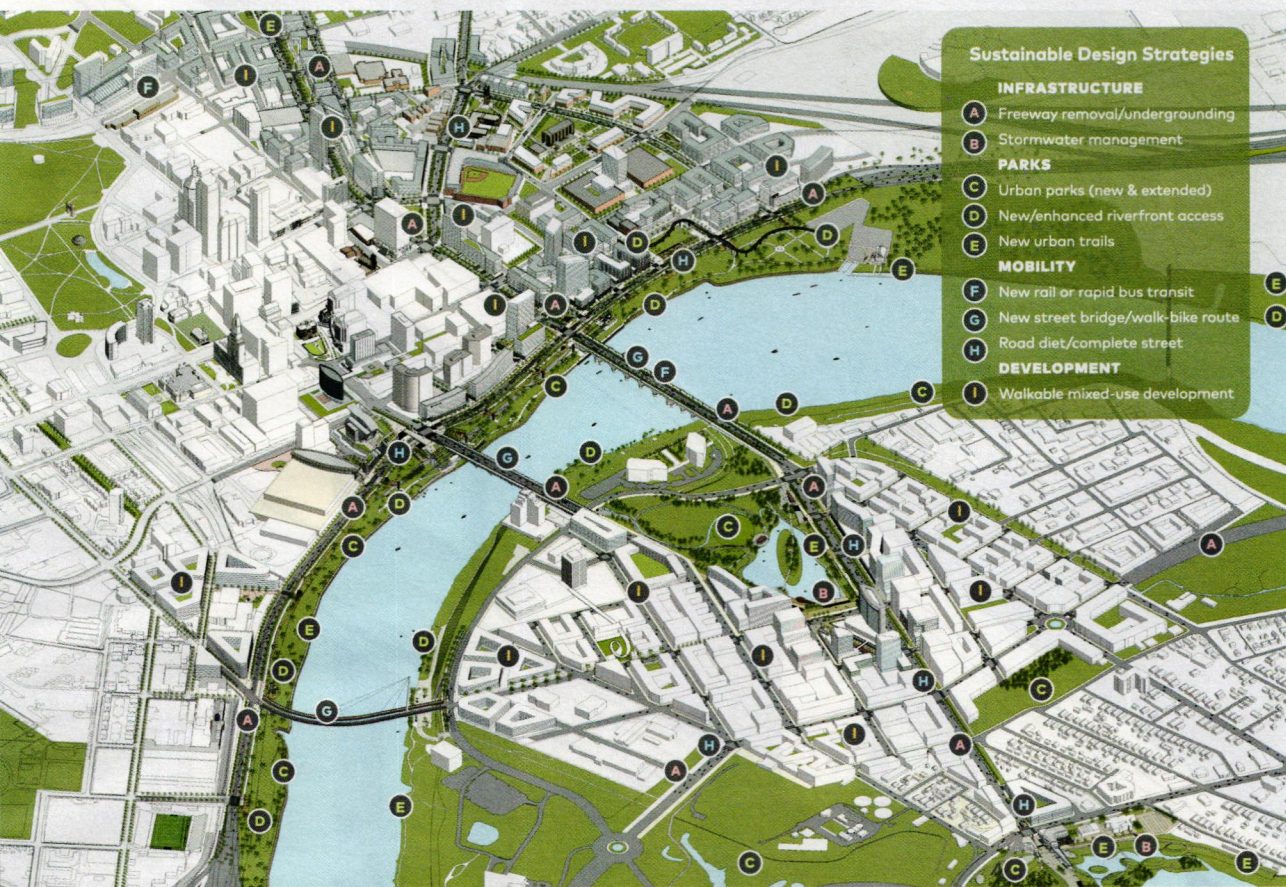 Sustainable Design Strategies
INFRASTRUCTURE
A Freeway removal/undergrounding
B Stormwater management
PARKS
C Urban parks (new & extended)
D New/enhanced riverfront access
E New urban trails
MOBILITY
F New rail or rapid bus transit
G New street bridge/walk-bike route
H Road diet/complete street
DEVELOPMENT
I Walkable mixed-use development
E
I A
F
I H
I
A
A I
I D H D
E
E
I A D
D
G F
C
A D C
H G D
A
A D
A
C I
C E H A
I
I B I
E
D I I
D H C
A G
I
H A
C A
E H
D
C E B E
C